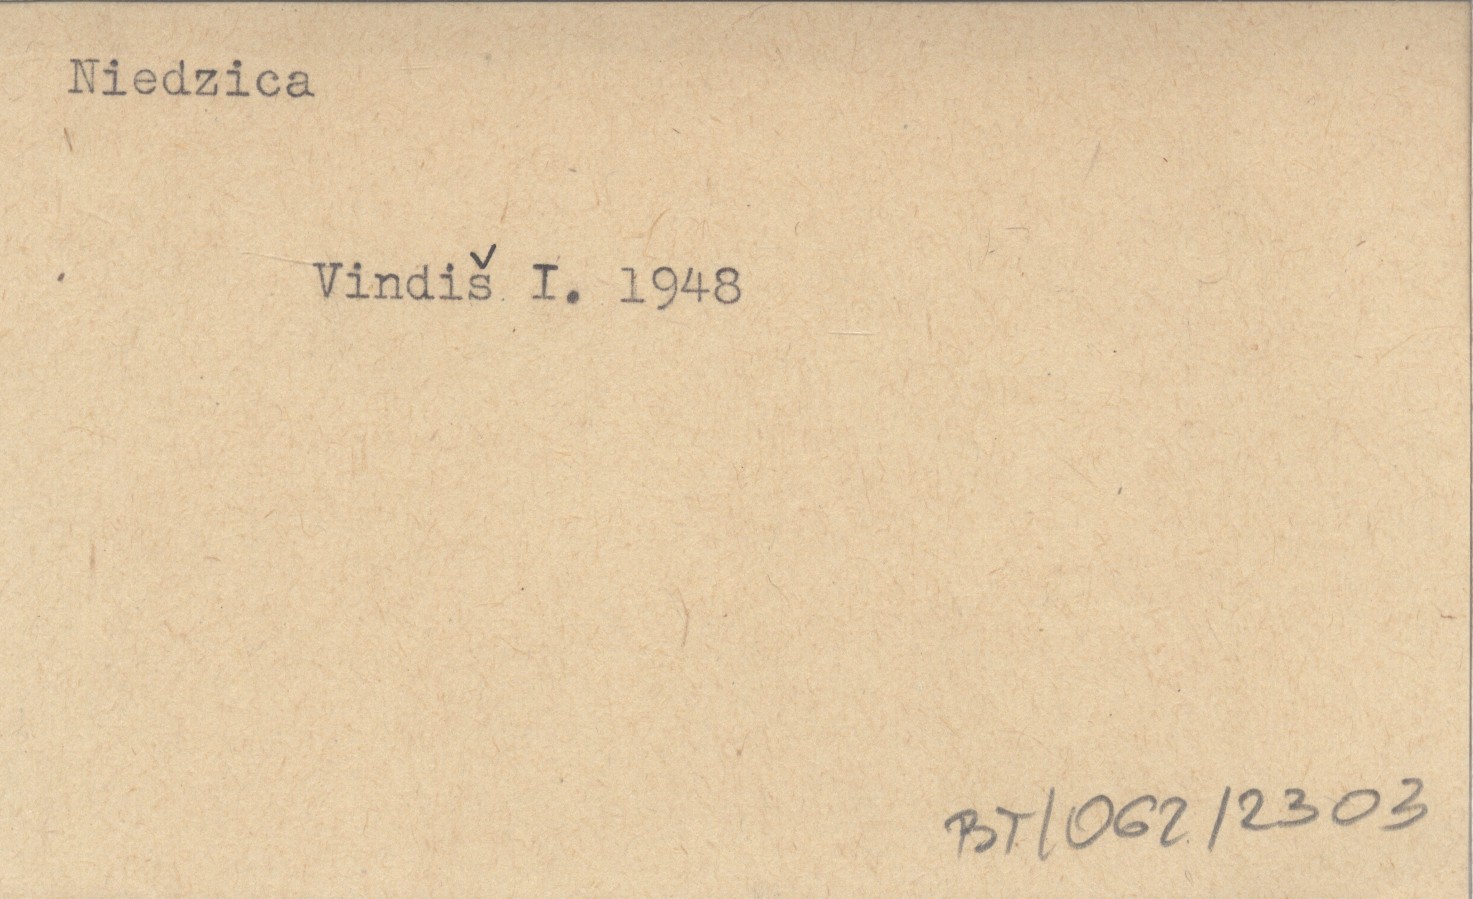 Niedzica
Vindiš I. 1948
BT/062/2303